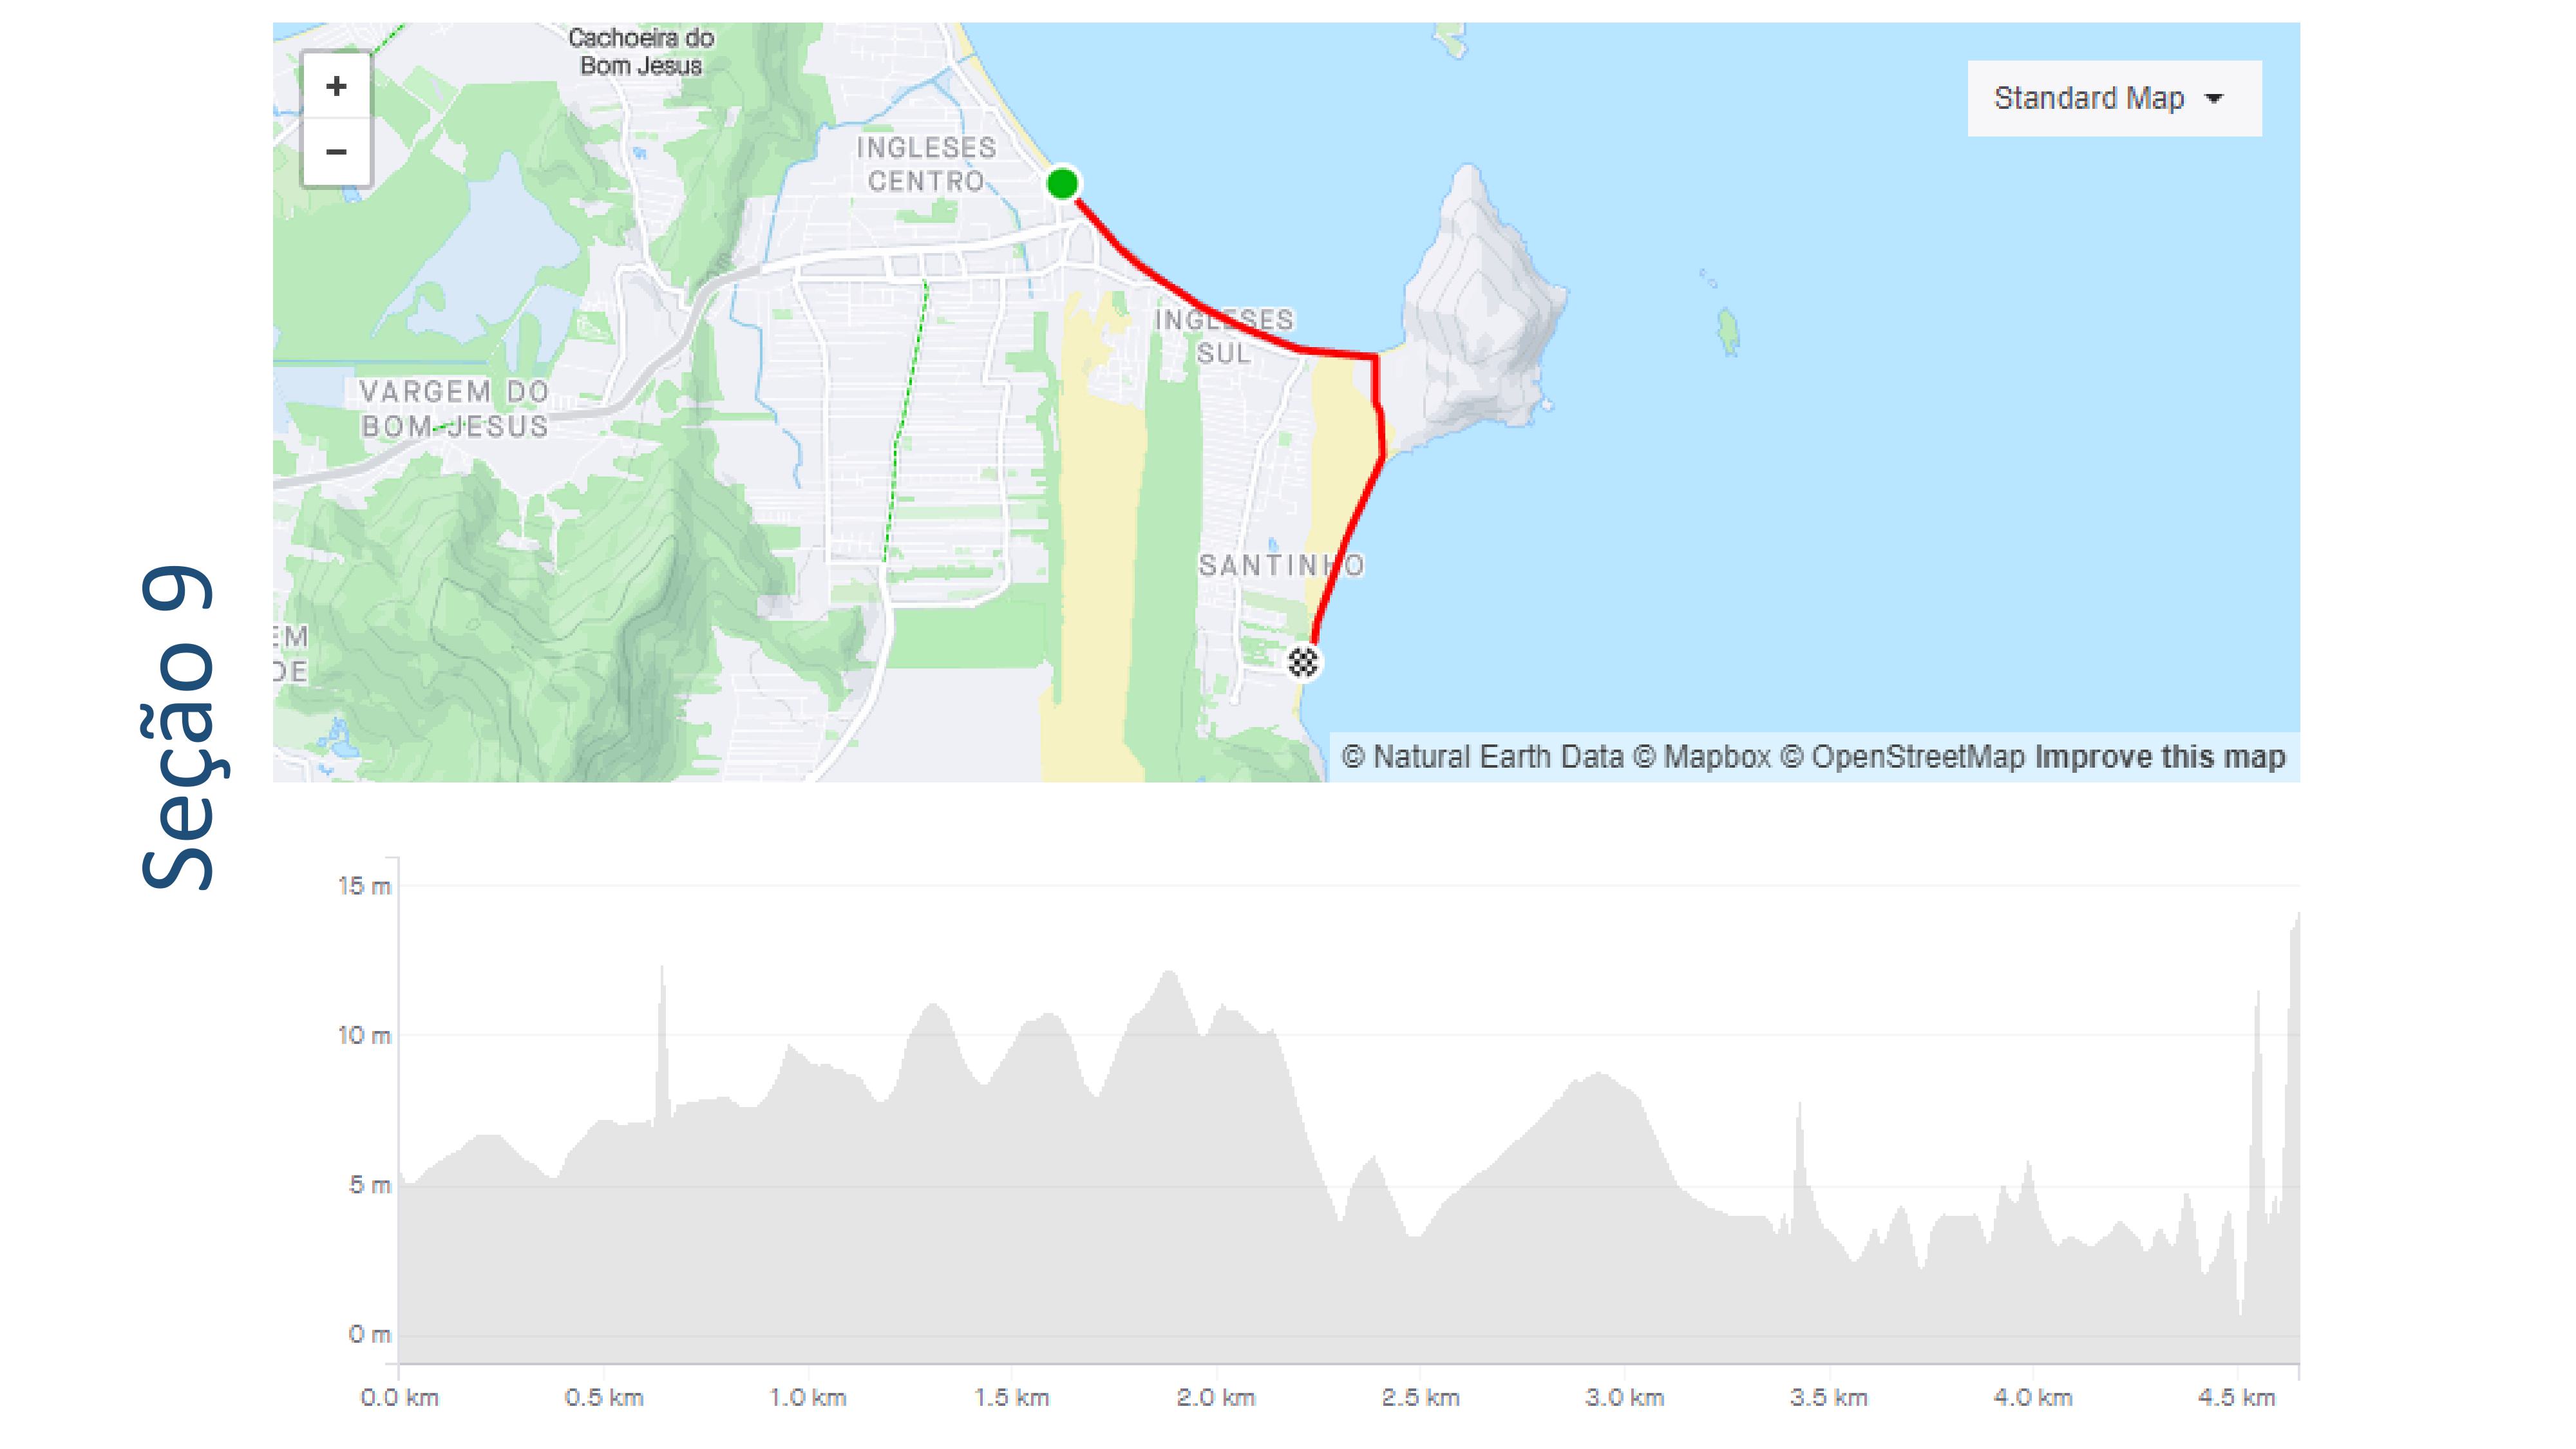 Seção 9
+
−
Cachoeira do
Bom Jesus
Standard Map
INGLESES
CENTRO
INGLESES
SUL
VARGEM DO
BOM JESUS
SANTINHO
EM
DE
© Natural Earth Data © Mapbox © OpenStreetMap Improve this map
15 m
10 m
5 m
0 m
0.0 km
0.5 km
1.0 km
1.5 km
2.0 km
2.5 km
3.0 km
3.5 km
4.0 km
4.5 km